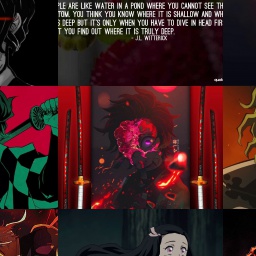 PLE ARE LIKE WATER IN A POND WHERE YOU CANNOT SEE TH
TOM. YOU THINK YOU KNOW WHERE IT IS SHALLOW AND WH
S DEEP BUT IT'S ONLY WHEN YOU HAVE TO DIVE IN HEAD FIR
T YOU FIND OUT WHERE IT IS TRULY DEEP.
- J.L. WITTERICK